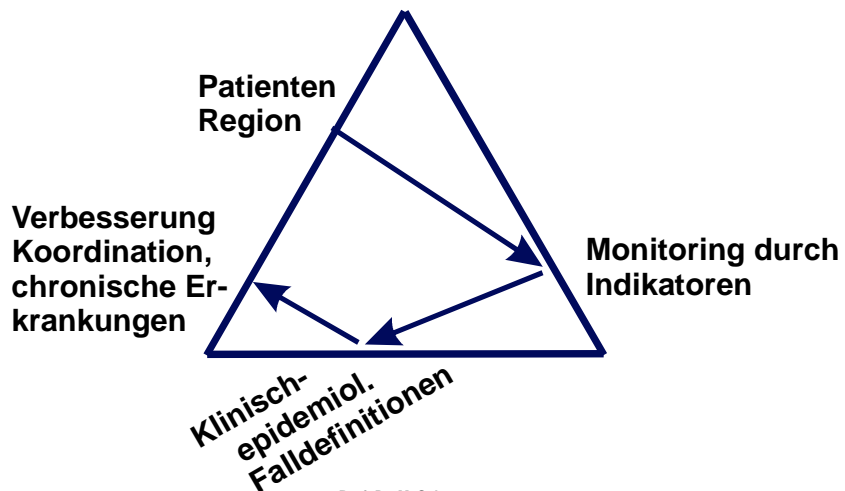 Patienten
Region
Verbesserung
Koordination,
chronische Er-
krankungen
Monitoring durch
Indikatoren
Klinisch-
epidemiol.
Falldefinitionen